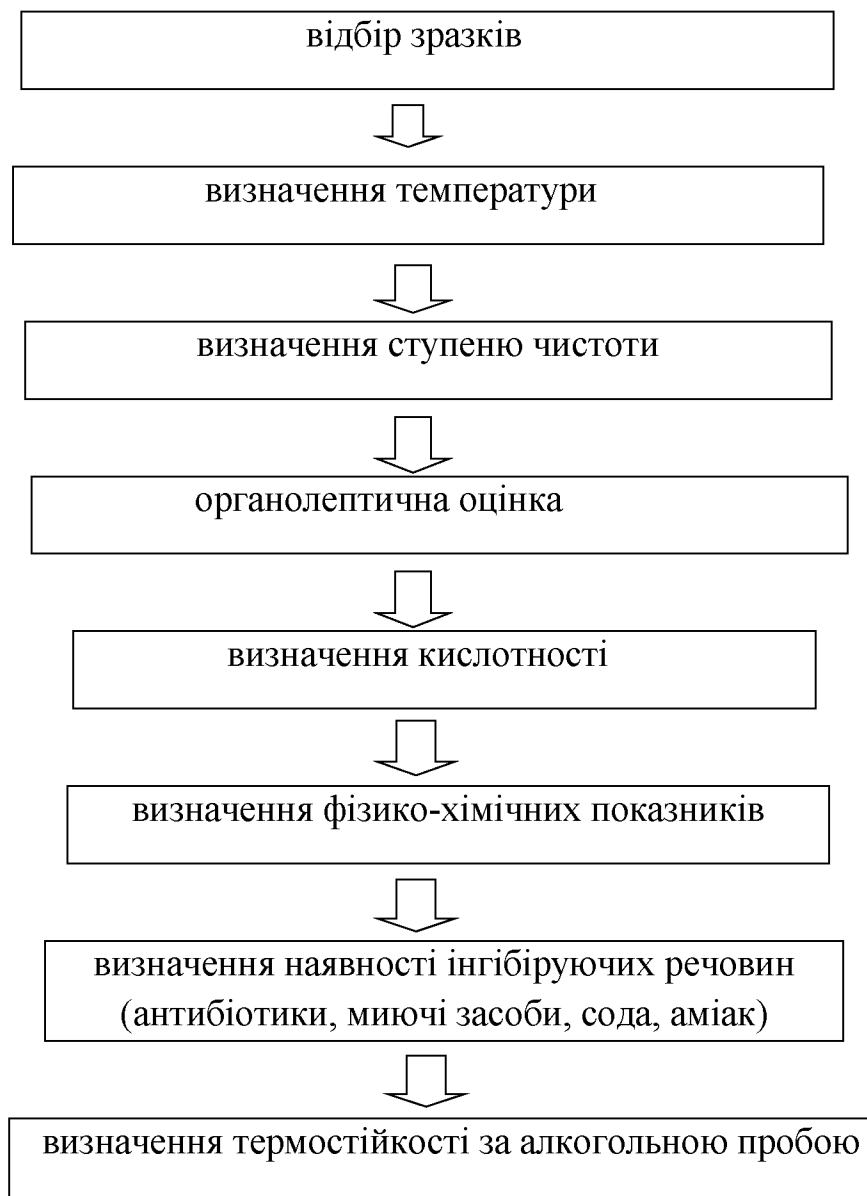 відбір зразків
визначення температури
визначення ступеню чистоти
органолептична оцінка
визначення кислотності
визначення фізико-хімічних показників
визначення наявності інгібіруючих речовин
(антибіотики, миючі засоби, сода, аміак)
визначення термостійкості за алкогольною пробою